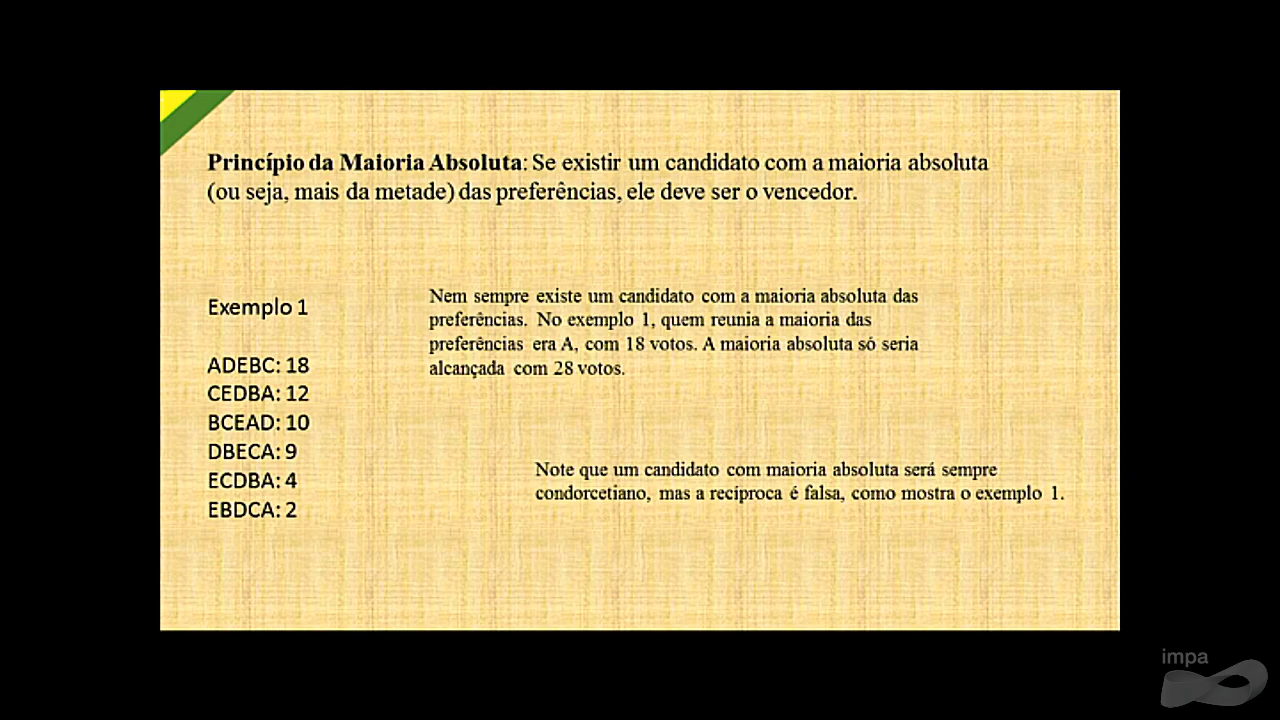 Princípio da Maioria Absoluta: Se existir um candidato com a maioria absoluta
(ou seja, mais da metade) das preferências, ele deve ser o vencedor.
Exemplo 1
ADEBC: 18
CEDBA: 12
BCEAD: 10
DBECA: 9
ECDBA: 4
EBDCA: 2
Nem sempre existe um candidato com a maioria absoluta das
preferências. No exemplo 1, quem reunia a maioria das
preferências era A, com 18 votos. A maioria absoluta só seria
alcançada com 28 votos.
Note que um candidato com maioria absoluta será sempre
condorcetiano, mas a recíproca é falsa, como mostra o exemplo 1.
impa